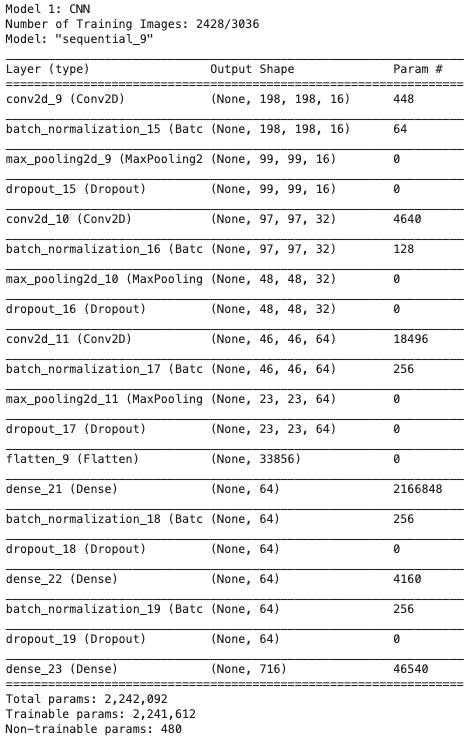 Model 1: CNN
Number of Training Images: 2428/3036
Model: "sequential_9"
Layer (type) Output Shape Param #
conv2d_9 (Conv2D) (None, 198, 198, 16) 448
batch_normalization_15 (Batc (None, 198, 198, 16) 64
max_pooling2d_9 (MaxPooling2 (None, 99, 99, 16) 0
dropout_15 (Dropout) (None, 99, 99, 16) 0
conv2d_10 (Conv2D) (None, 97, 97, 32) 4640
batch_normalization_16 (Batc (None, 97, 97, 32) 128
max_pooling2d_10 (MaxPooling (None, 48, 48, 32) 0
dropout_16 (Dropout) (None, 48, 48, 32) 0
conv2d_11 (Conv2D) (None, 46, 46, 64) 18496
batch_normalization_17 (Batc (None, 46, 46, 64) 256
max_pooling2d_11 (MaxPooling (None, 23, 23, 64) 0
dropout_17 (Dropout) (None, 23, 23, 64) 0
flatten_9 (Flatten) (None, 33856) 0
dense_21 (Dense) (None, 64) 2166848
batch_normalization_18 (Batc (None, 64) 256
dropout_18 (Dropout) (None, 64) 0
dense_22 (Dense) (None, 64) 4160
batch_normalization_19 (Batc (None, 64) 256
dropout_19 (Dropout) (None, 64) 0
dense_23 (Dense) (None, 716) 46540
Total params: 2,242,092
Trainable params: 2,241,612
Non-trainable params: 480